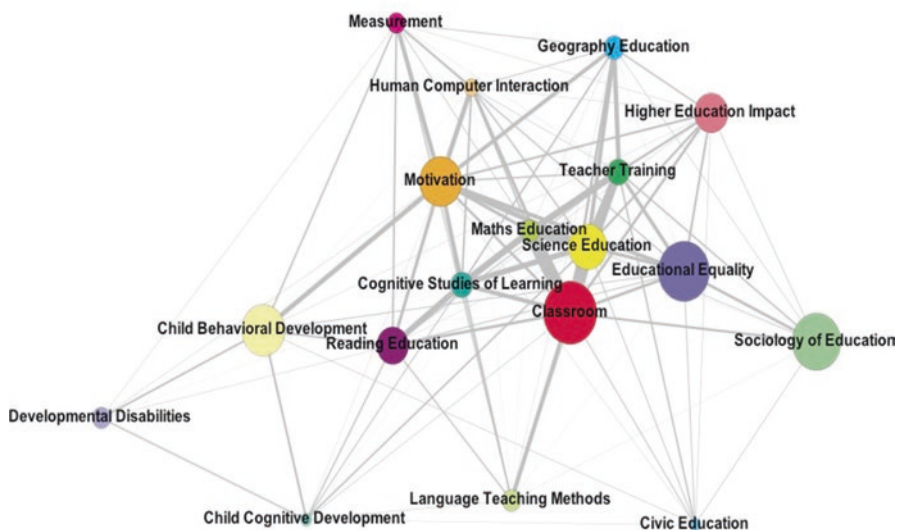 Measurement
Geography Education
Human Computer Interaction
Higher Education Impact
Teacher Training
Motivation
Maths Education
Science Education
Educational Equality
Cognitive Studies of Learning
Classroom
Child Behavioral Development
Reading Education
Sociology of Education
Developmental Disabilities
Language Teaching Methods
Child Cognitive Development
Civic Education